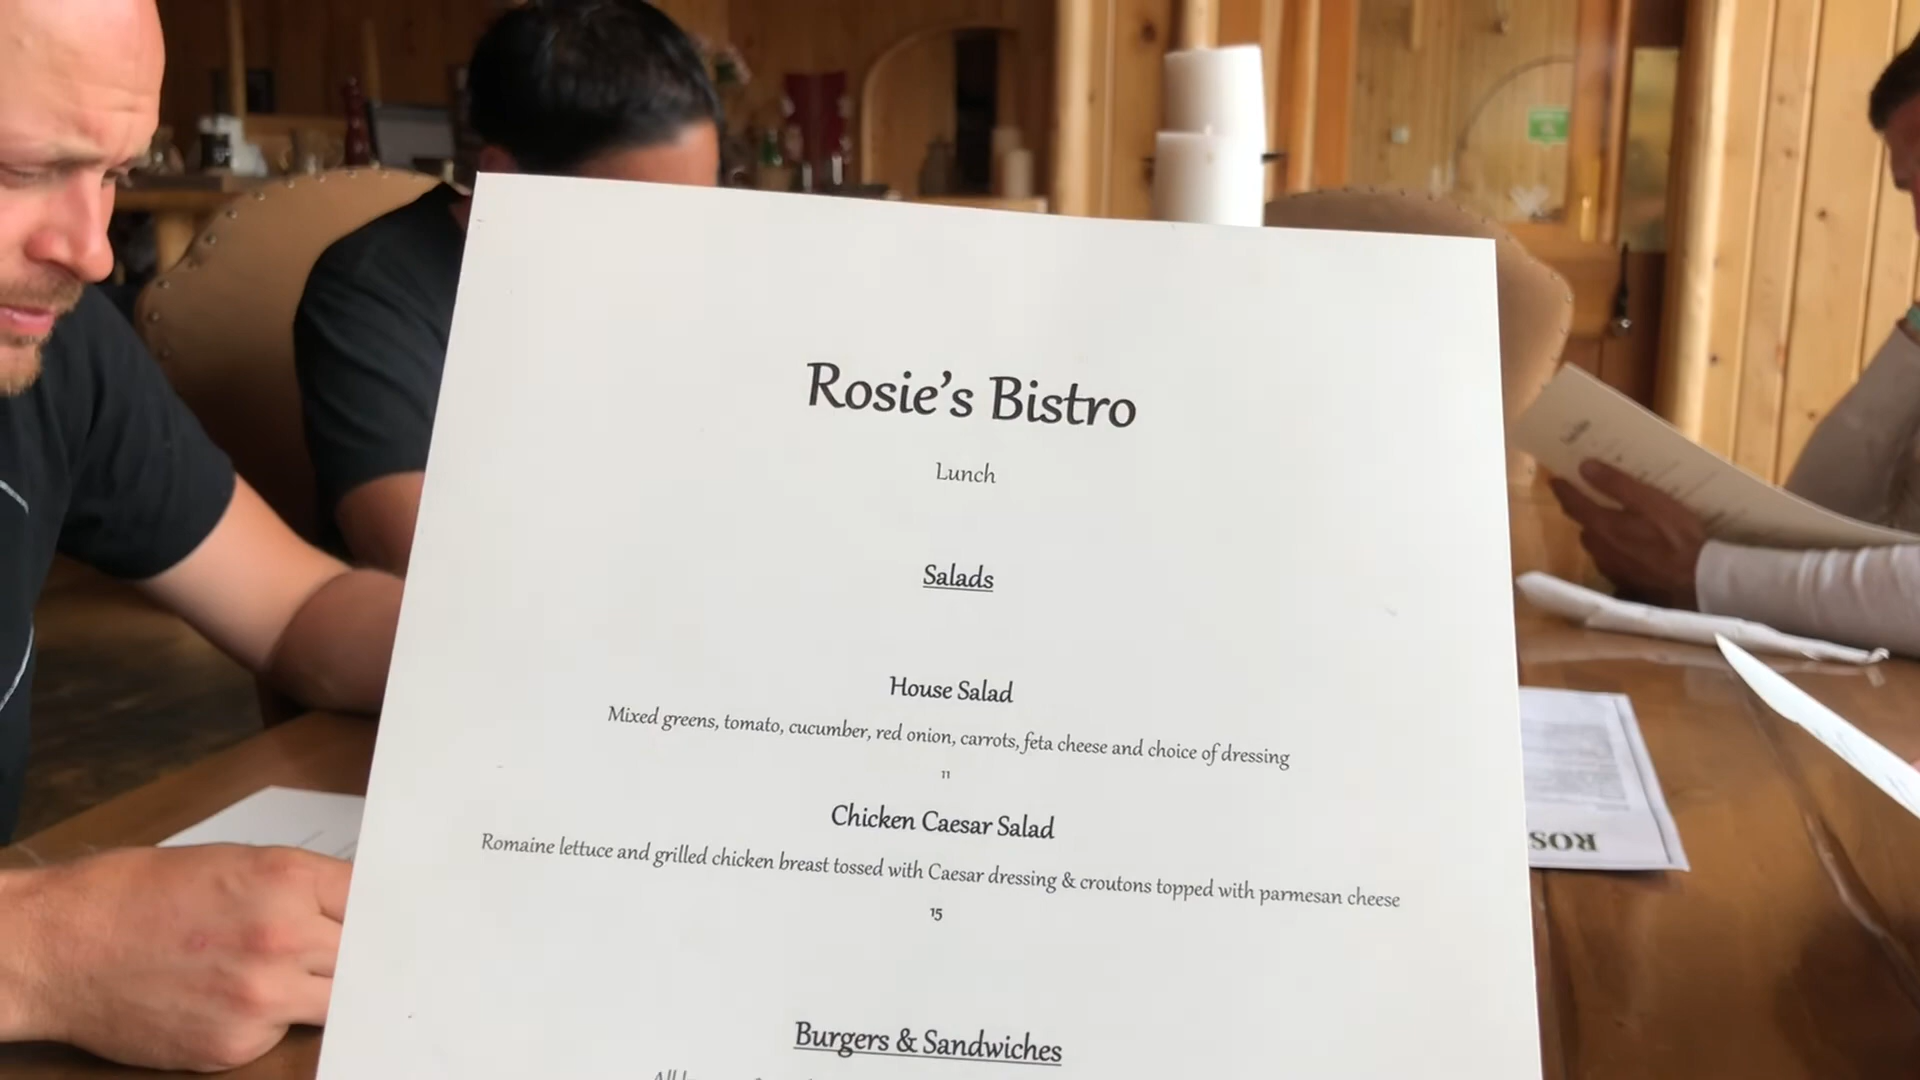 Rosie's Bistro
Lunch
Salads
House Salad
Mixed greens, tomato, cucumber, red onion, carrots, feta cheese and choice of dressing
11
Chicken Caesar Salad
Romaine lettuce and grilled chicken breast tossed with Caesar dressing & croutons topped with parmesan cheese
15
Burgers & Sandwiches
ROS